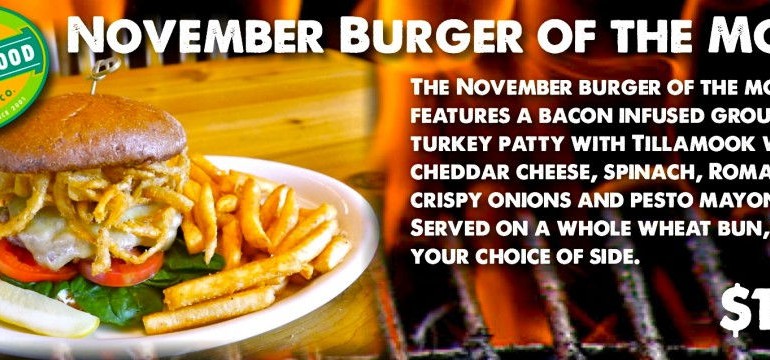 November Burger of the Mo
OOD
CO.
SINCE 2003
The November burger of the mo
features a bacon infused grou
turkey patty with Tillamook w
cheddar cheese, spinach, Roma
crispy onions and pesto mayon
Served on a whole wheat bun,
your choice of side.
$1